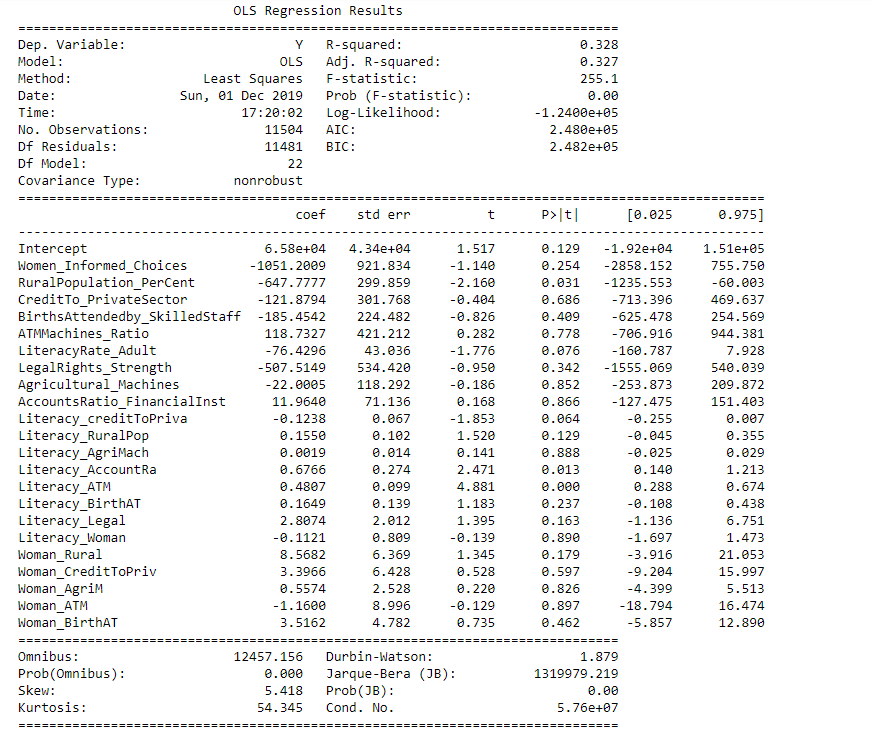 OLS Regression Results
==============================================================================
Dep. Variable: Y R-squared: 0.328
Model: OLS Adj. R-squared: 0.327
Method: Least Squares F-statistic: 255.1
Date: Sun, 01 Dec 2019 Prob (F-statistic): 0.00
Time: 17:20:02 Log-Likelihood: -1.2400e+05
No. Observations: 11504 AIC: 2.480e+05
Df Residuals: 11481 BIC: 2.482e+05
Df Model: 22
Covariance Type: nonrobust
==============================================================================================
coef std err t P>|t| [0.025 0.975]
----------------------------------------------------------------------------------------------
Intercept 6.58e+04 4.34e+04 1.517 0.129 -1.92e+04 1.51e+05
Women_Informed_Choices -1051.2009 921.834 -1.140 0.254 -2858.152 755.750
RuralPopulation_PerCent -647.7777 299.859 -2.160 0.031 -1235.553 -60.003
CreditTo_PrivateSector -121.8794 301.768 -0.404 0.686 -713.396 469.637
BirthsAttendedby_SkilledStaff -185.4542 224.482 -0.826 0.409 -625.478 254.569
ATMMachines_Ratio 118.7327 421.212 0.282 0.778 -706.916 944.381
LiteracyRate_Adult -76.4296 43.036 -1.776 0.076 -160.787 7.928
LegalRights_Strength -507.5149 534.420 -0.950 0.342 -1555.069 540.039
Agricultural_Machines -22.0005 118.292 -0.186 0.852 -253.873 209.872
AccountsRatio_FinancialInst 11.9640 71.136 0.168 0.866 -127.475 151.403
Literacy_creditToPriva -0.1238 0.067 -1.853 0.064 -0.255 0.007
Literacy_RuralPop 0.1550 0.102 1.520 0.129 -0.045 0.355
Literacy_AgriMach 0.0019 0.014 0.141 0.888 -0.025 0.029
Literacy_AccountRa 0.6766 0.274 2.471 0.013 0.140 1.213
Literacy_ATM 0.4807 0.099 4.881 0.000 0.288 0.674
Literacy_BirthAT 0.1649 0.139 1.183 0.237 -0.108 0.438
Literacy_Legal 2.8074 2.012 1.395 0.163 -1.136 6.751
Literacy_Woman -0.1121 0.809 -0.139 0.890 -1.697 1.473
Woman_Rural 8.5682 6.369 1.345 0.179 -3.916 21.053
Woman_CreditToPriv 3.3966 6.428 0.528 0.597 -9.204 15.997
Woman_AgriM 0.5574 2.528 0.220 0.826 -4.399 5.513
Woman_ATM -1.1600 8.996 -0.129 0.897 -18.794 16.474
Woman_BirthAT 3.5162 4.782 0.735 0.462 -5.857 12.890
==============================================================================
Omnibus: 12457.156 Durbin-Watson: 1.879
Prob(Omnibus): 0.000 Jarque-Bera (JB): 1319979.219
Skew: 5.418 Prob(JB): 0.00
Kurtosis: 54.345 Cond. No. 5.76e+07
==============================================================================